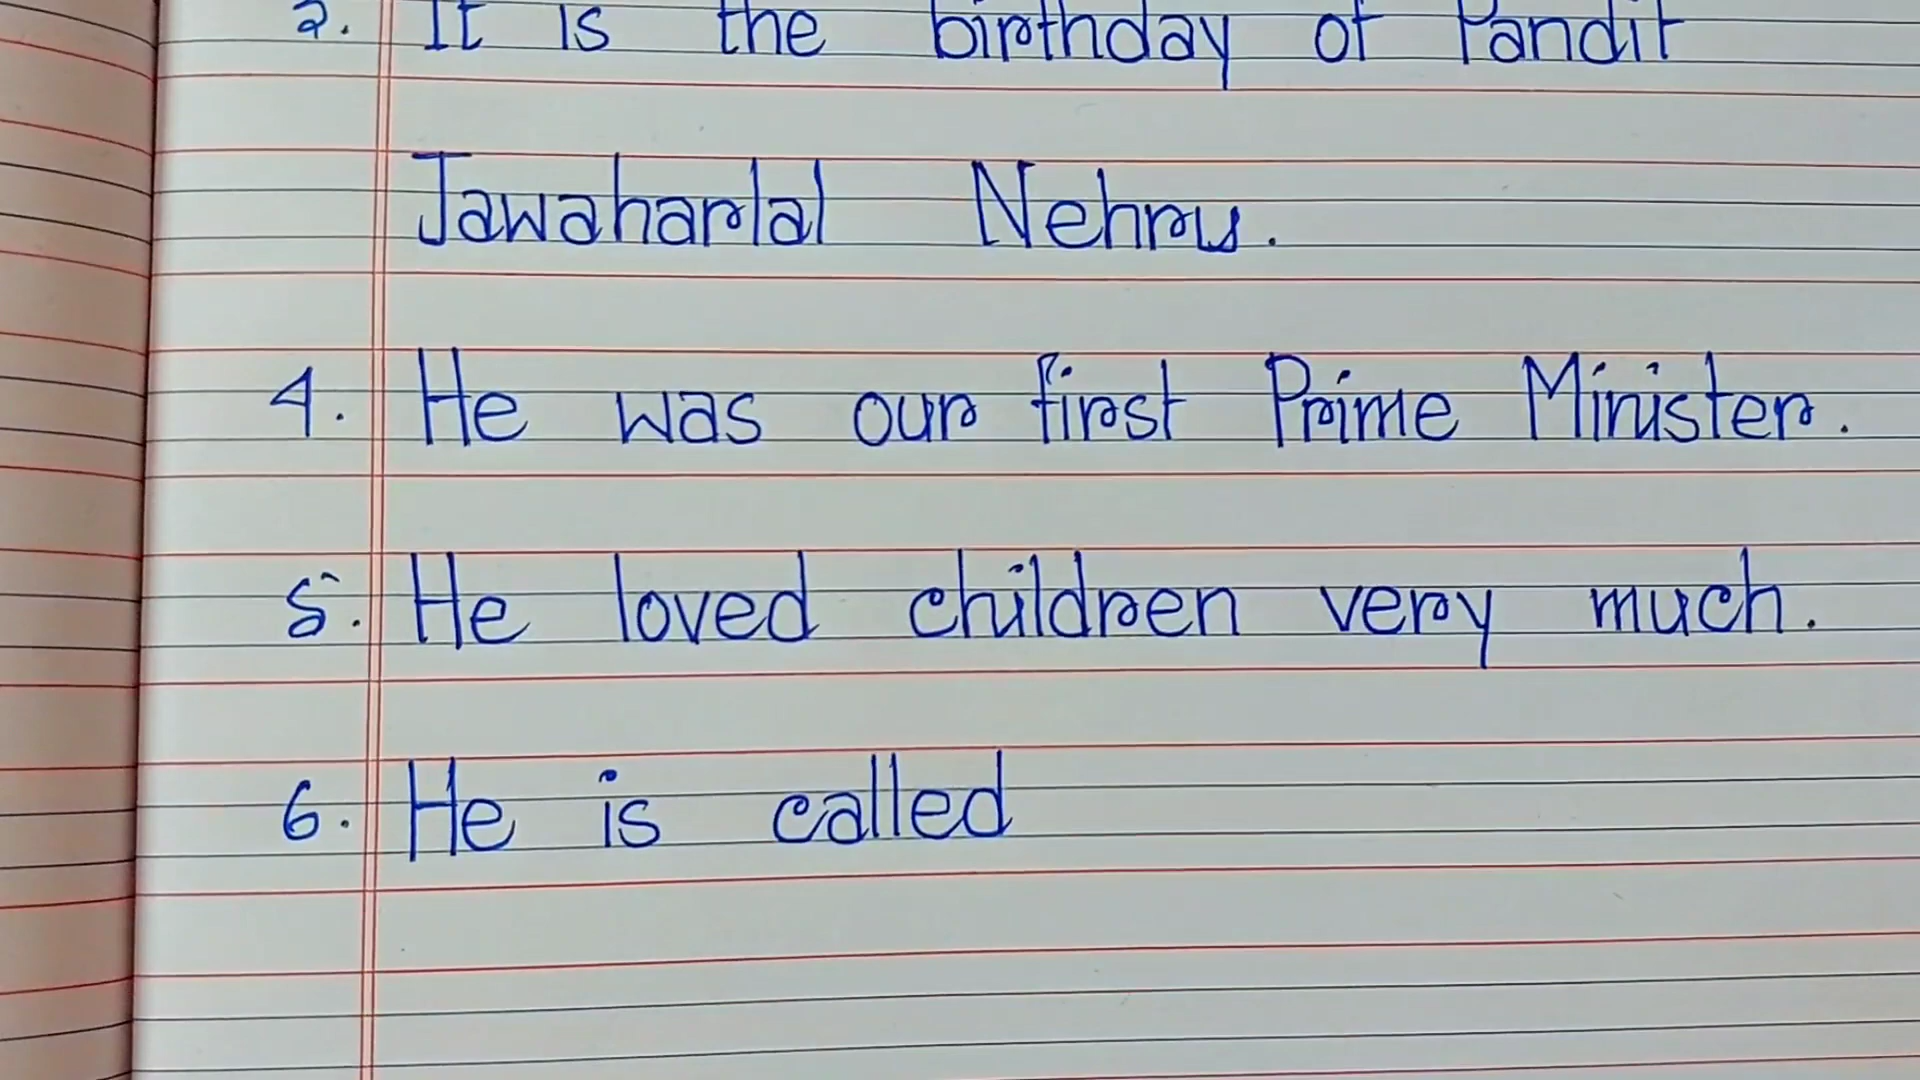 2. It is the birthday of Pandit
Jawaharlal Nehru.
4. He was our first Prime Minister.
5. He loved children very much.
6. He is called